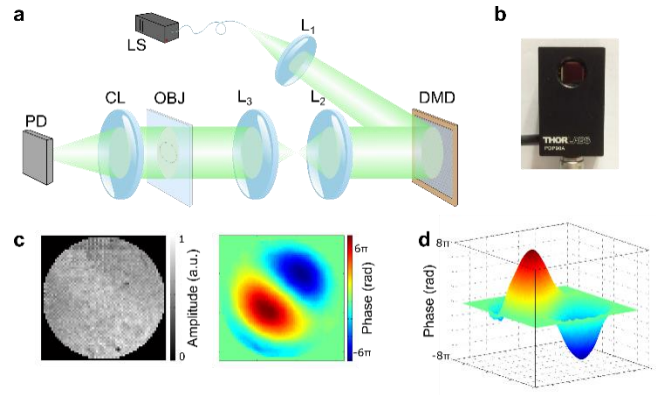 a
LS
L1
PD
CL
OBJ
L3
L2
DMD
b
THORLABS
PDP90A
c
1
Amplitude (a.u.)
0
6π
Phase (rad)
-6π
d
8π
Phase (rad)
-8π